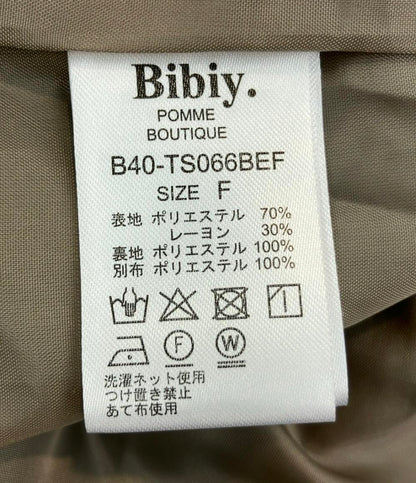 Bibiy.
POMME
BOUTIQUE
B40-TS066BEF
SIZE F
表地 ポリエステル 70%
レーヨン 30%
裏地 ポリエステル 100%
別布 ポリエステル 100%
F
W
洗濯ネット使用
つけ置き禁止
あて布使用